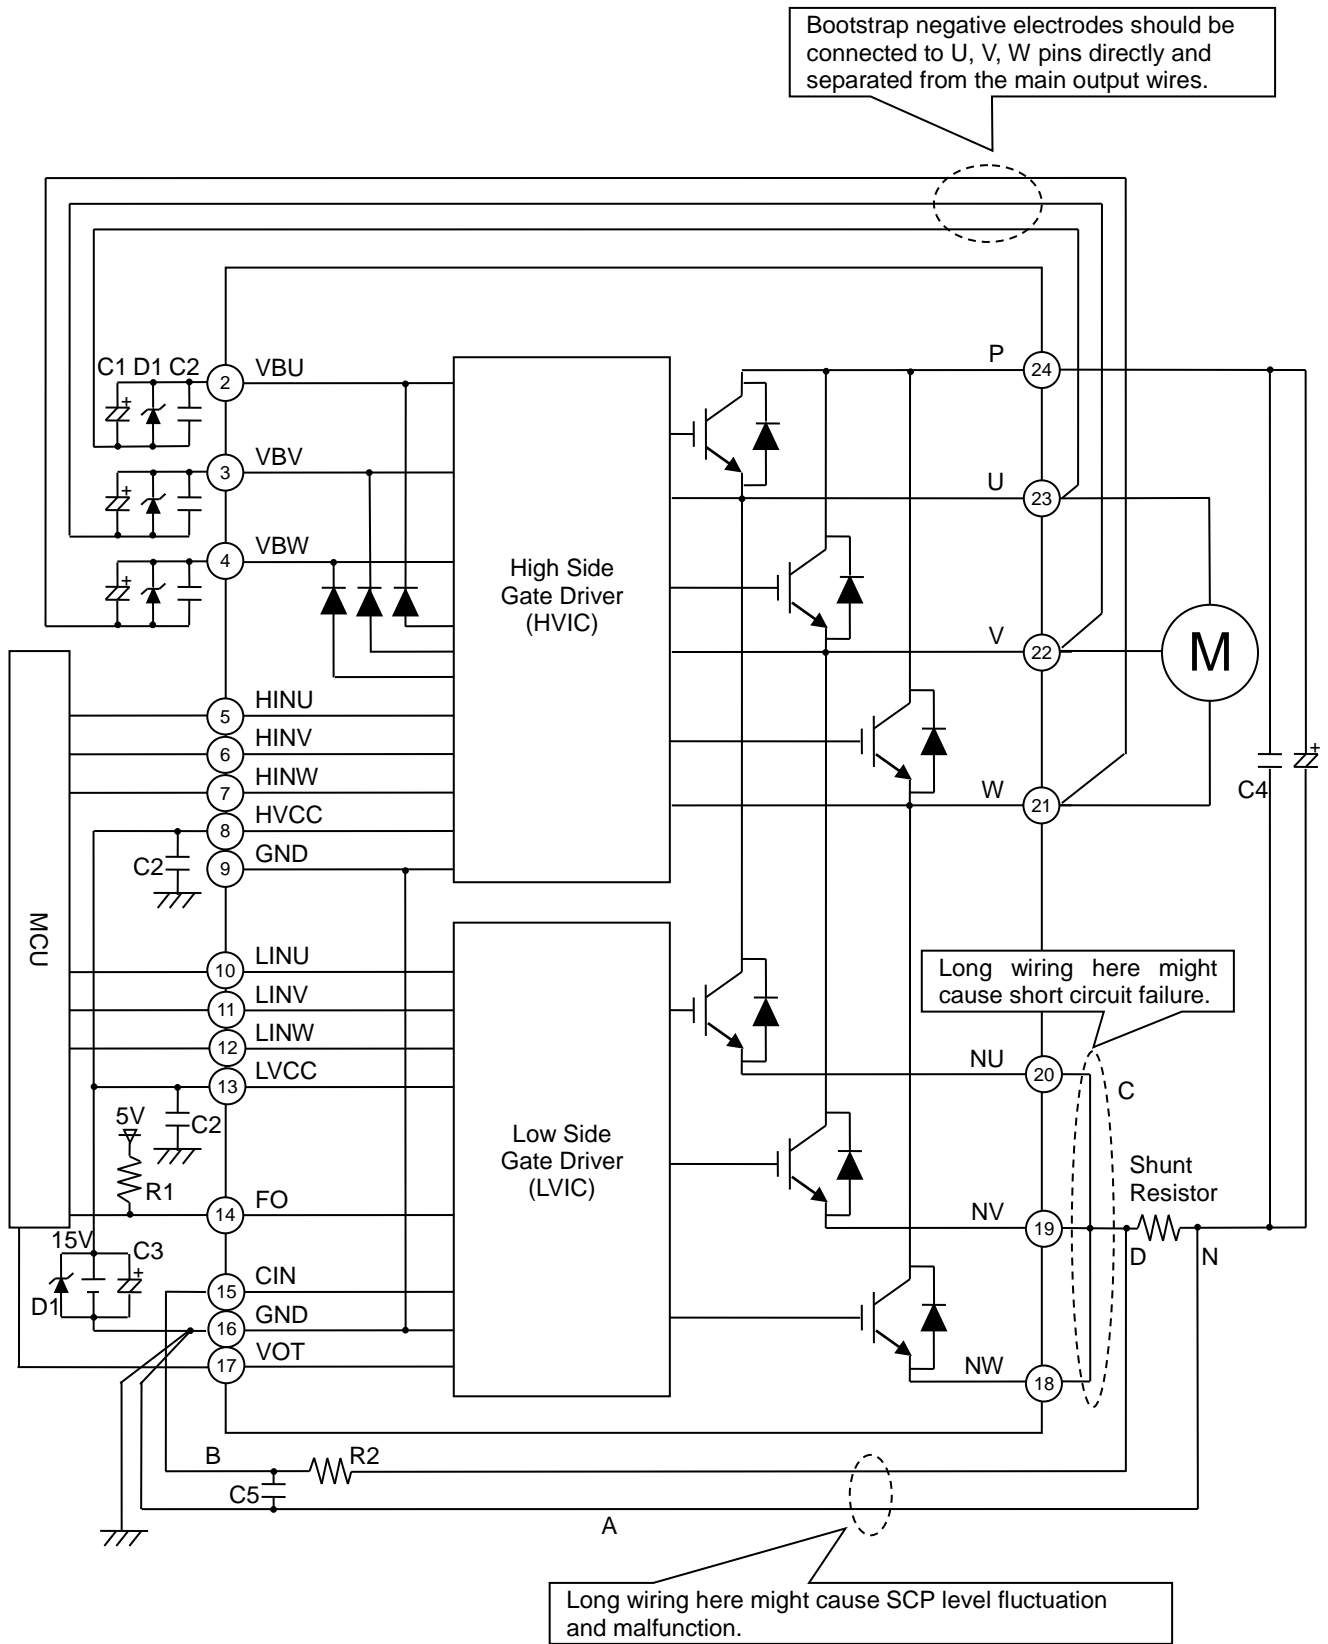 Bootstrap negative electrodes should be
connected to U, V, W pins directly and
separated from the main output wires.
C1 D1 C2
+
2
VBU
P
24
3
VBV
+
U
23
4
VBW
+
High Side
Gate Driver
(HVIC)
V
22
M
5
HINU
6
HINV
7
HINW
W
21
C4
+
8
HVCC
C2
9
GND
MCU
10
LINU
11
LINV
12
LINW
13
LVCC
C2
Long wiring here might
cause short circuit failure.
NU
20
C
5V
R1
Low Side
Gate Driver
(LVIC)
Shunt
Resistor
14
FO
NV
19
D
N
15V
C3
+
D1
15
CIN
16
GND
17
VOT
NW
18
B
R2
C5
A
Long wiring here might cause SCP level fluctuation
and malfunction.